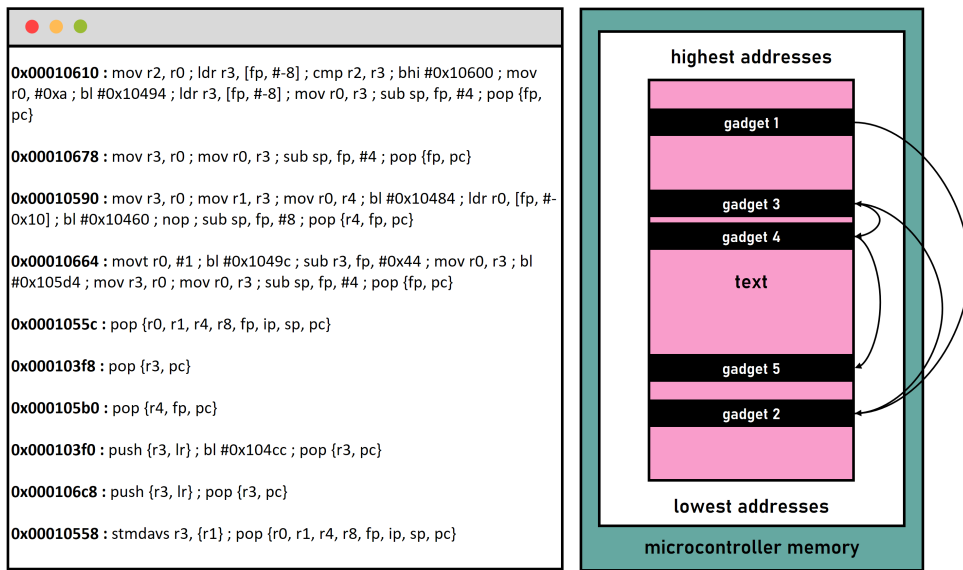 0x00010610 : mov r2, r0 ; ldr r3, [fp, #-8] ; cmp r2, r3 ; bhi #0x10600 ; mov
r0, #0xa ; bl #0x10494 ; ldr r3, [fp, #-8] ; mov r0, r3 ; sub sp, fp, #4 ; pop {fp,
pc}
0x00010678 : mov r3, r0 ; mov r0, r3 ; sub sp, fp, #4 ; pop {fp, pc}
0x00010590 : mov r3, r0 ; mov r1, r3 ; mov r0, r4 ; bl #0x10484 ; ldr r0, [fp, #-
0x10] ; bl #0x10460 ; nop ; sub sp, fp, #8 ; pop {r4, fp, pc}
0x00010664 : movt r0, #1 ; bl #0x1049c ; sub r3, fp, #0x44 ; mov r0, r3 ; bl
#0x105d4 ; mov r3, r0 ; mov r0, r3 ; sub sp, fp, #4 ; pop {fp, pc}
0x0001055c : pop {r0, r1, r4, r8, fp, ip, sp, pc}
0x000103f8 : pop {r3, pc}
0x000105b0 : pop {r4, fp, pc}
0x000103f0 : push {r3, lr} ; bl #0x104cc ; pop {r3, pc}
0x000106c8 : push {r3, lr} ; pop {r3, pc}
0x00010558 : stmdavs r3, {r1} ; pop {r0, r1, r4, r8, fp, ip, sp, pc}
highest addresses
gadget 1
gadget 3
gadget 4
text
gadget 5
gadget 2
lowest addresses
microcontroller memory